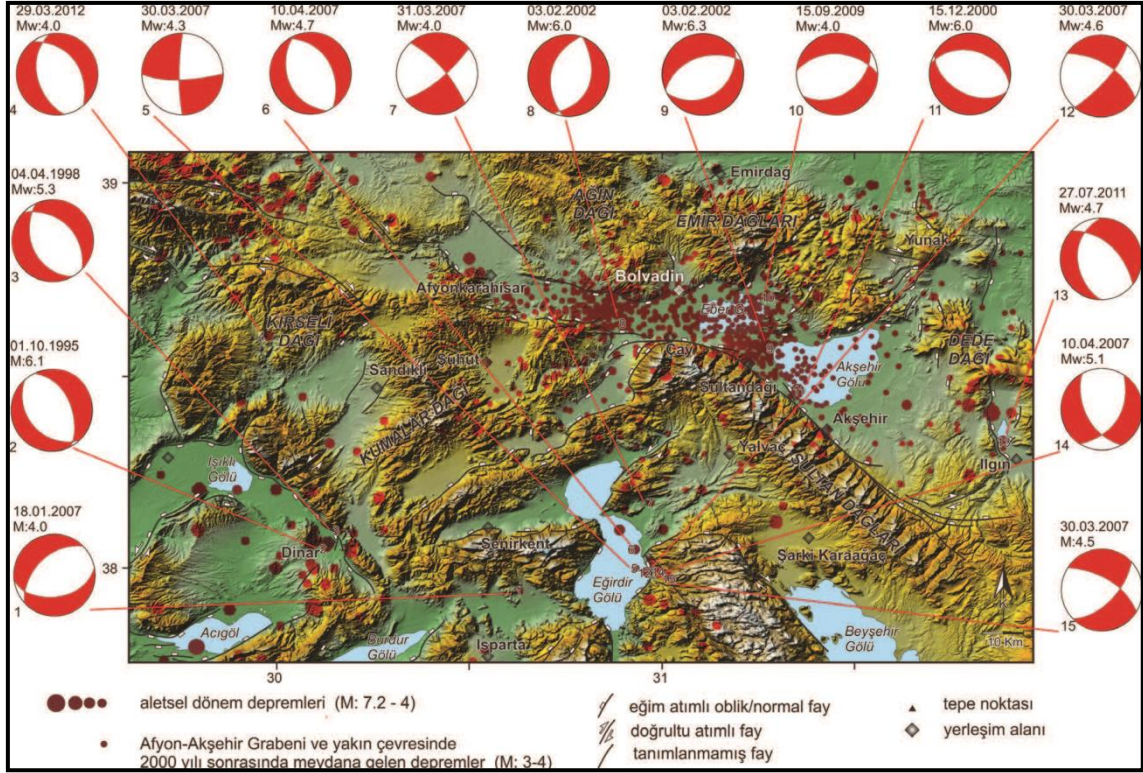 29.03.2012
Mw:4.0
4
30.03.2007
Mw:4.3
5
10.04.2007
Mw:4.7
6
31.03.2007
Mw:4.0
7
03.02.2002
Mw:6.0
8
03.02.2002
Mw:6.3
9
15.09.2009
Mw:4.0
10
15.12.2000
Mw:6.0
11
30.03.2007
Mw:4.6
12
04.04.1998
Mw:5.3
3
01.10.1995
M:6.1
2
18.01.2007
M:4.0
1
27.07.2011
Mw:4.7
13
10.04.2007
Mw:5.1
14
30.03.2007
M:4.5
15
39
38
30
31
Emirdag
AĞIN
DAĞI
EMİR DAĞLARI
Yunak
Bolvadin
Afyonkarahisar
Eber G.
KIRSELİ
DAĞI
Şuhut
Sandıklı
Çay
Akşehir
Gölü
DEDE
DAĞI
Sultandağı
Akşehir
KUMALAR DAĞI
Yalvaç
SULTAN DAĞLARI
Ilgın
Işıklı
Gölü
Dinar
Senirkent
Şarki Karaağaç
Eğirdir
Gölü
Acıgöl
Burdur
Gölü
Isparta
Beyşehir
Gölü
K
10 Km
aletsel dönem depremleri (M: 7.2 - 4)
Afyon-Akşehir Grabeni ve yakın çevresinde
2000 yılı sonrasında meydana gelen depremler (M: 3-4)
eğim atımlı oblik/normal fay
doğrultu atımlı fay
tanımlanmamış fay
tepe noktası
yerleşim alanı